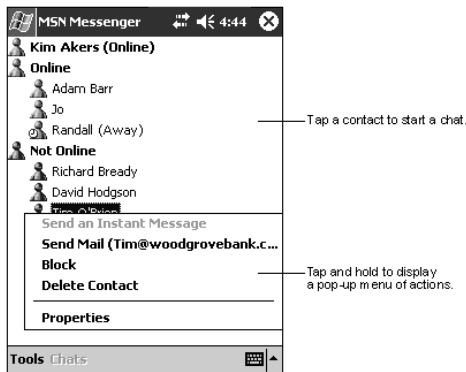 MSN Messenger 4:44
Kim Akers (Online)
Online
Adam Barr
Jo
Randall (Away)
Tap a contact to start a chat.
Not Online
Richard Bready
David Hodgson
Tim O'Brien
Send an Instant Message
Send Mail (Tim@woodgrovebank.c...
Block
Delete Contact
Tap and hold to display
a pop-up menu of actions.
Properties
Tools Chats